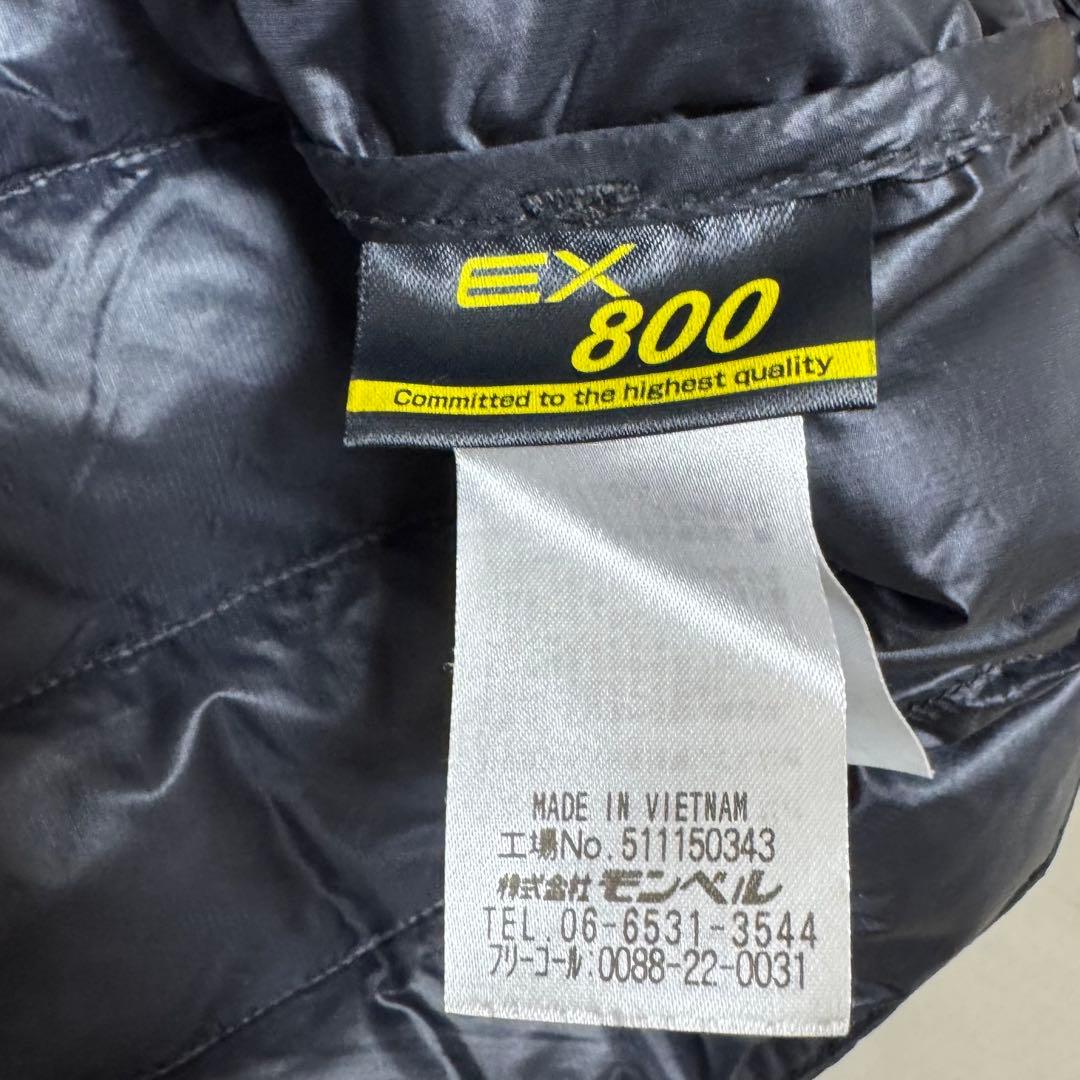 EX
800
Committed to the highest quality
MADE IN VIETNAM
工場No.511150343
株式会社 モンベル
TEL 06-6531-3544
フリーコール:0088-22-0031